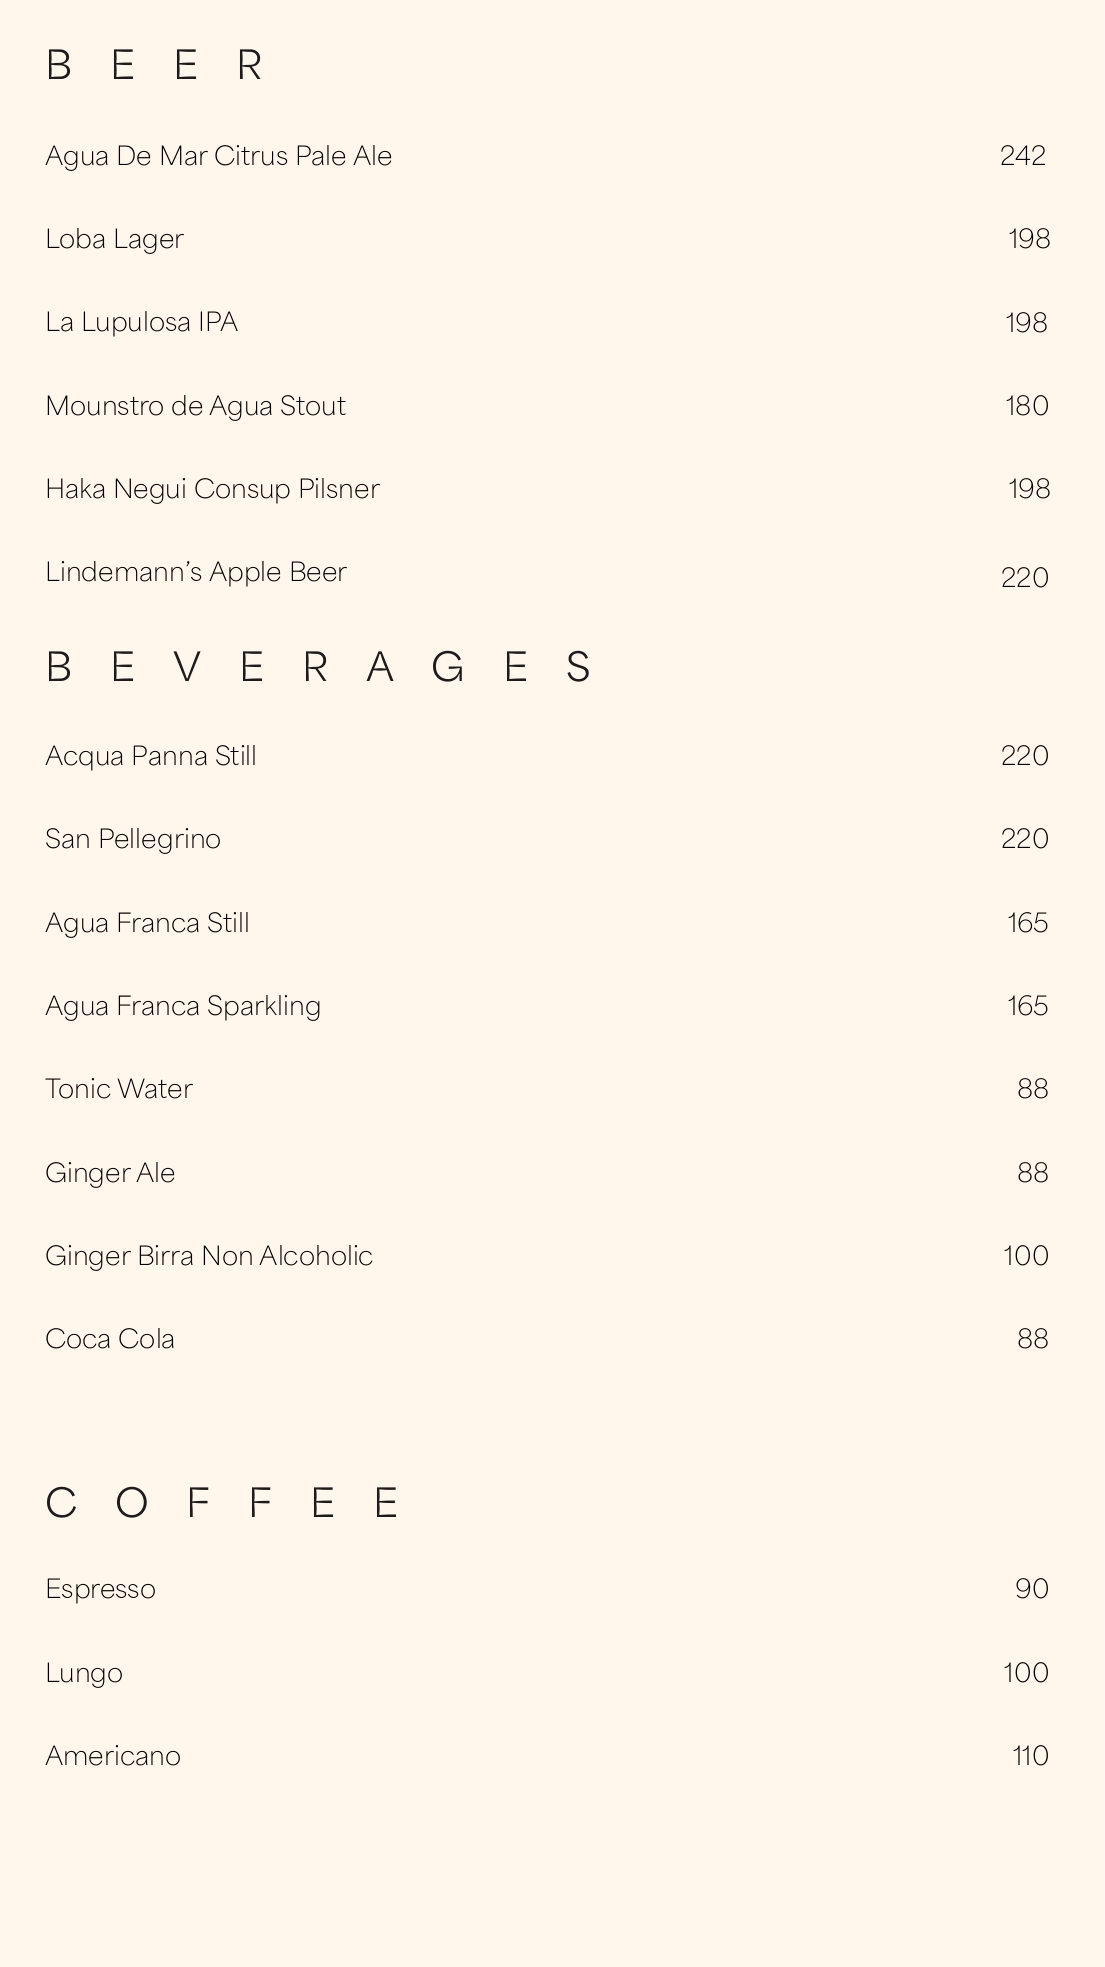 BEER
Agua De Mar Citrus Pale Ale 242
Loba Lager 198
La Lupulosa IPA 198
Mounstro de Agua Stout 180
Haka Negui Consup Pilsner 198
Lindemann’s Apple Beer 220
BEVERAGES
Acqua Panna Still 220
San Pellegrino 220
Agua Franca Still 165
Agua Franca Sparkling 165
Tonic Water 88
Ginger Ale 88
Ginger Birra Non Alcoholic 100
Coca Cola 88
COFFEE
Espresso 90
Lungo 100
Americano 110